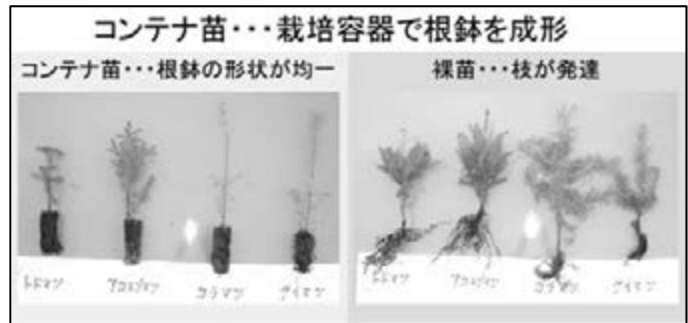 コンテナ苗・・・栽培容器で根鉢を成形
コンテナ苗・・・根鉢の形状が均一
裸苗・・・枝が発達
トドマツ
アカエゾマツ
カラマツ
グイマツ
トドマツ
アカエゾマツ
カラマツ
グイマツ